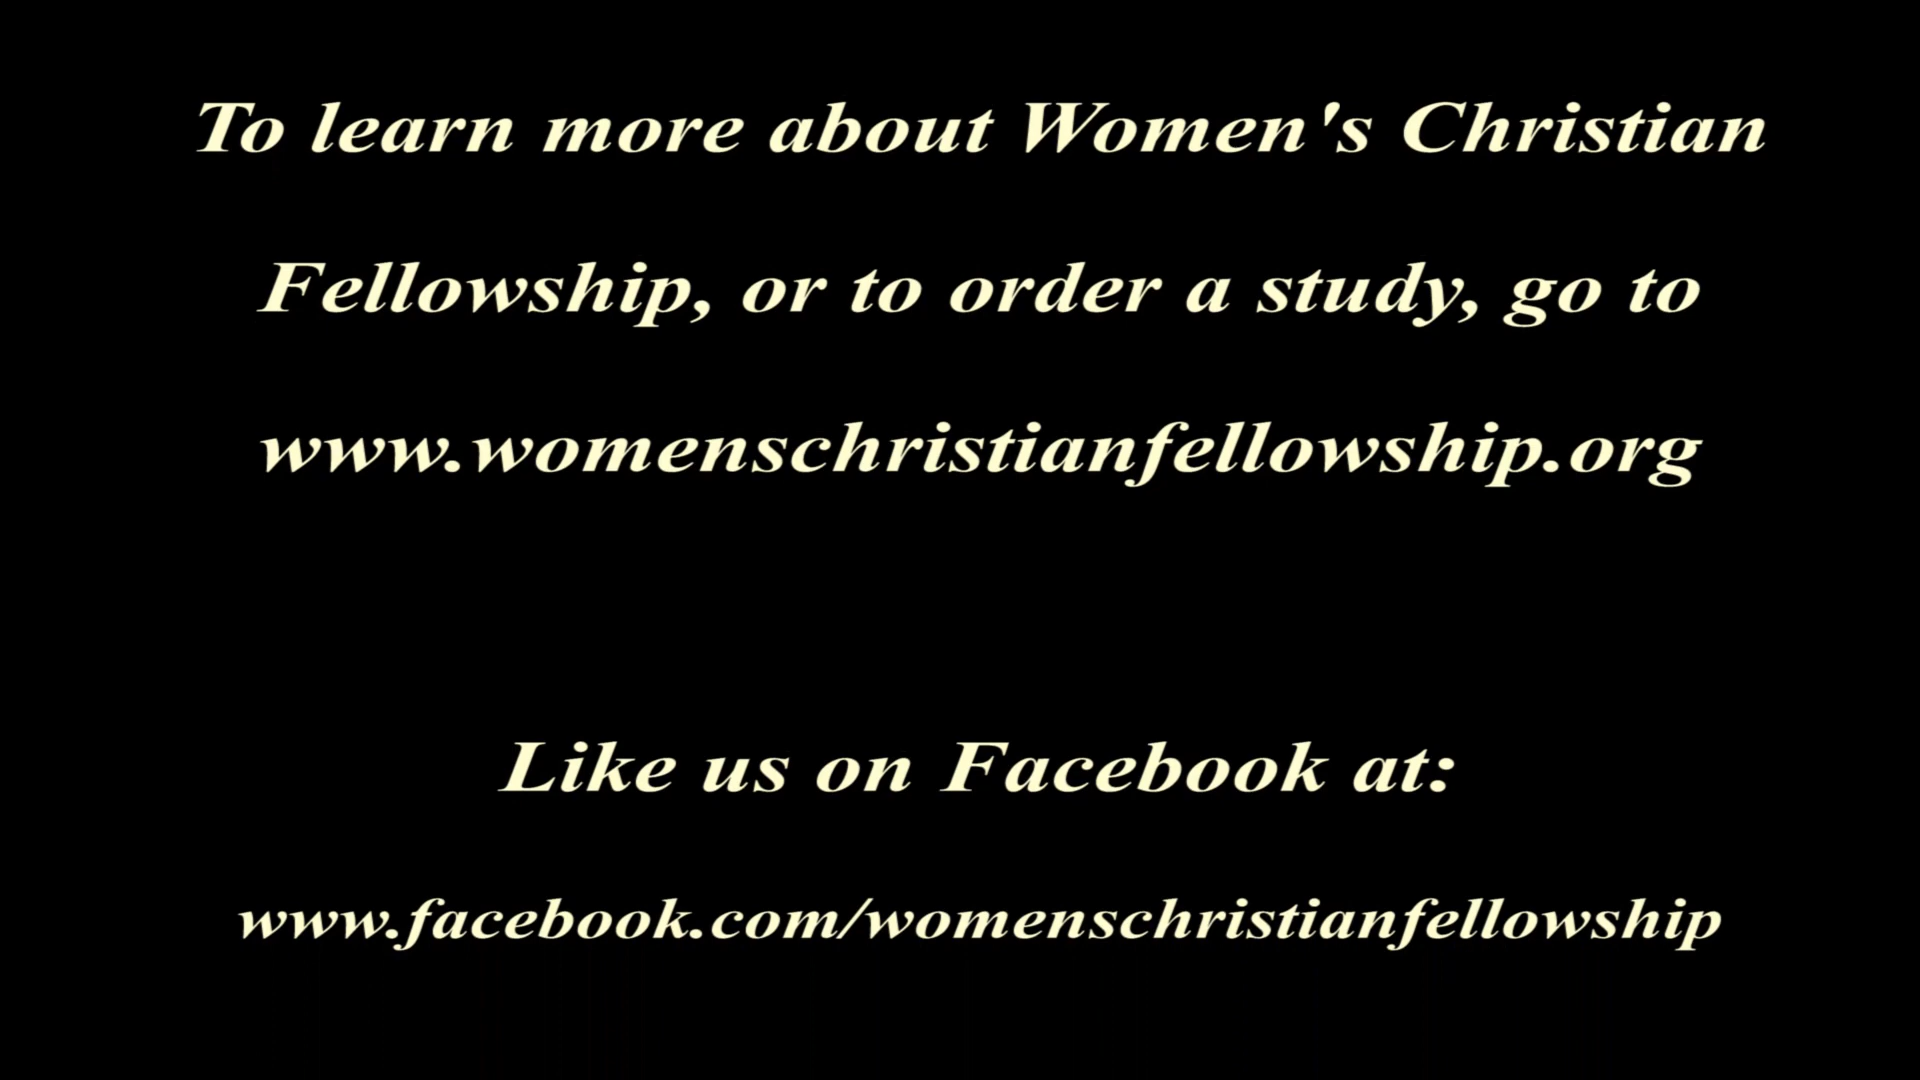 To learn more about Women's Christian
Fellowship, or to order a study, go to
www.womenschristianfellowship.org
Like us on Facebook at:
www.facebook.com/womenschristianfellowship